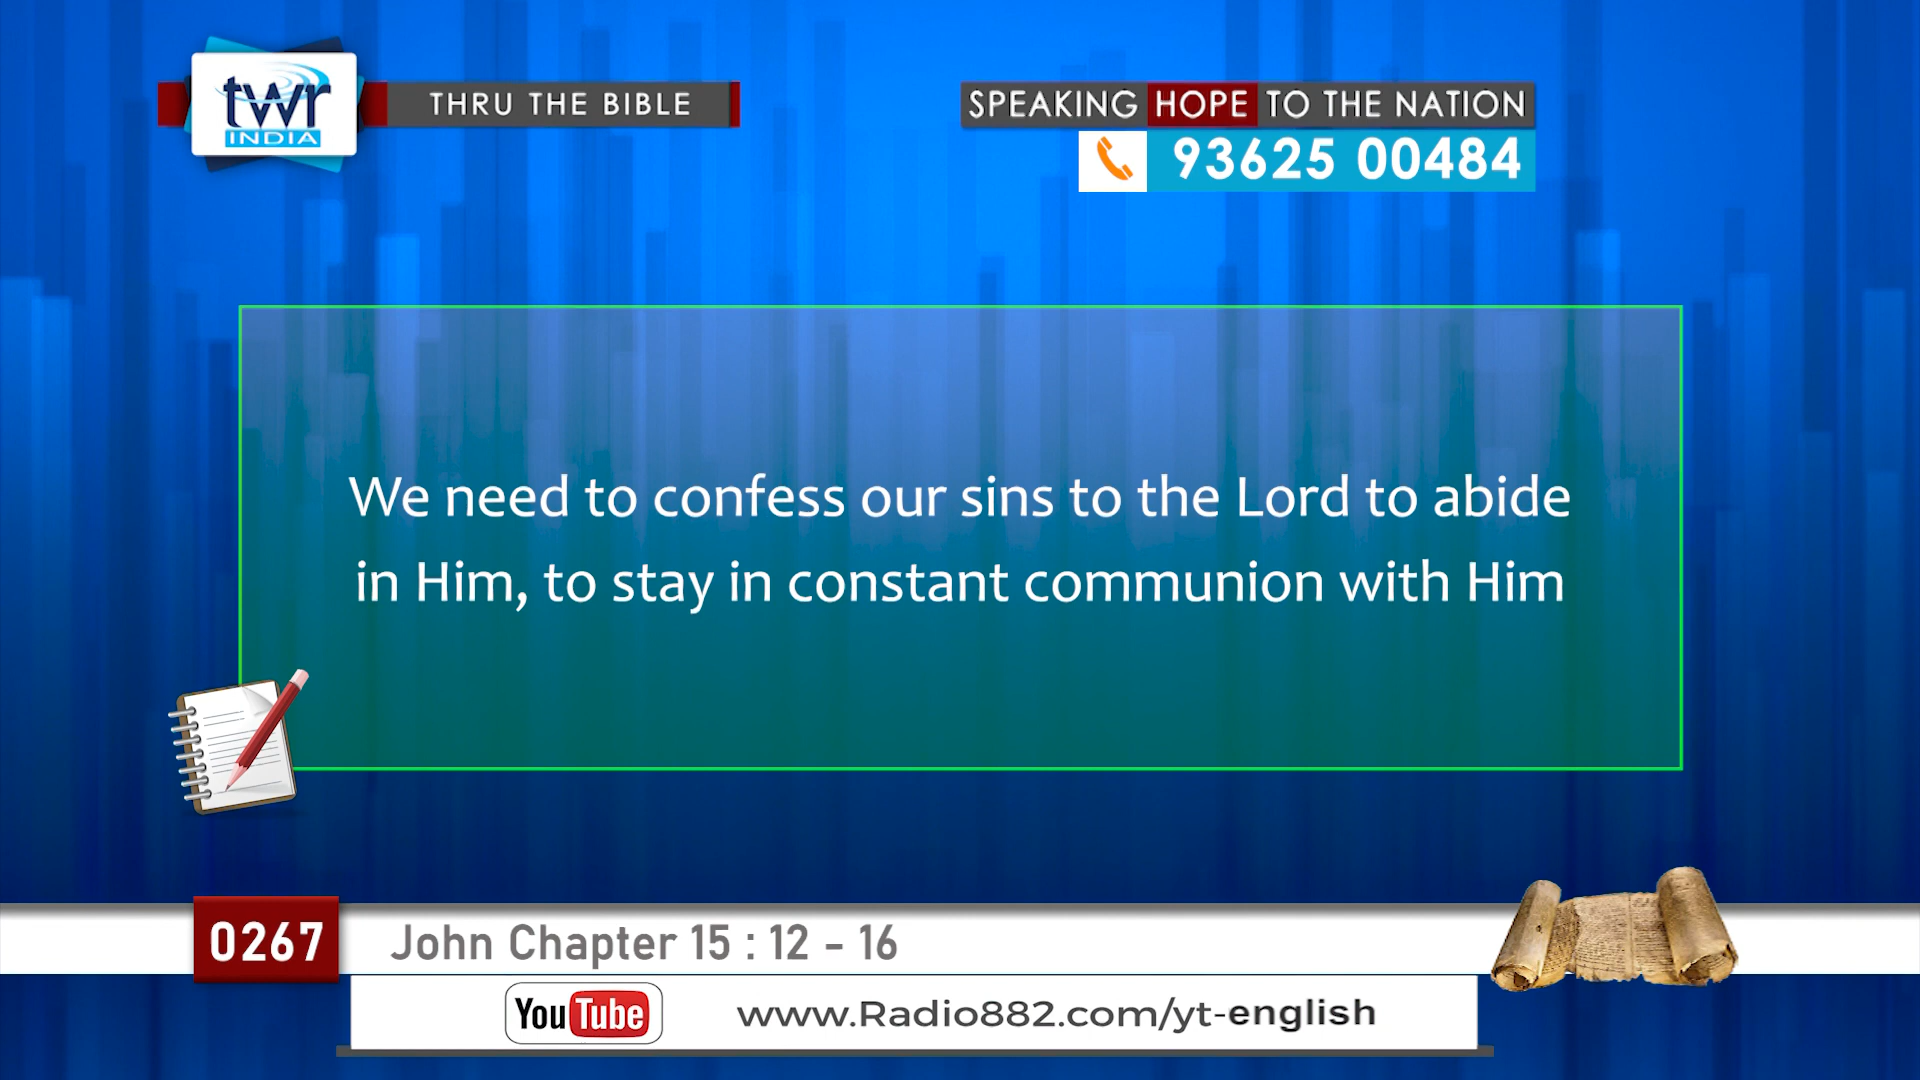 twr
INDIA
THRU THE BIBLE
SPEAKING HOPE TO THE NATION
93625 00484
We need to confess our sins to the Lord to abide
in Him, to stay in constant communion with Him
0267
John Chapter 15 : 12 - 16
YouTube
www.Radio882.com/yt-english